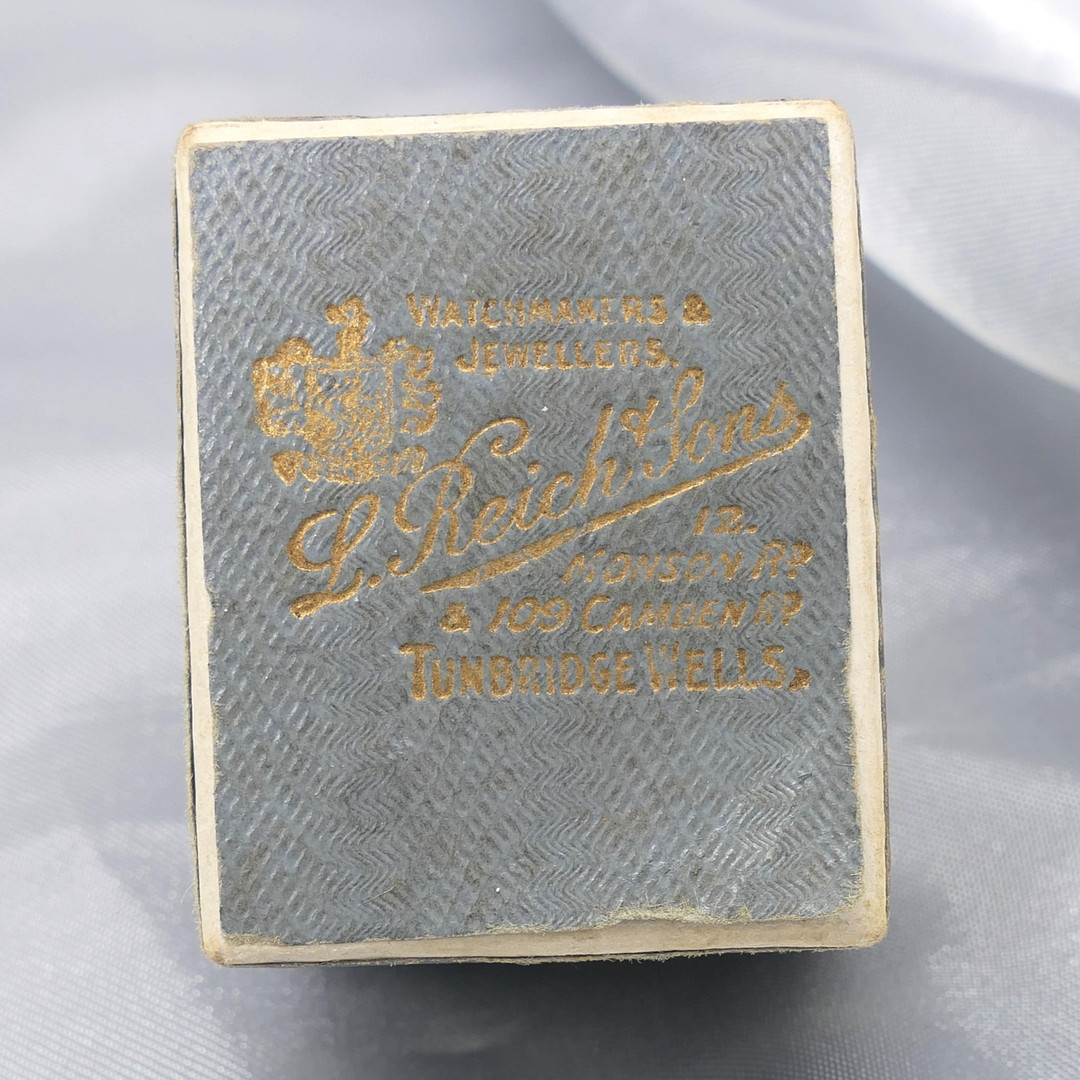 WATCHMAKERS &
JEWELLERS.
L. Reich & Sons,
12.
MONSON RD
& 109 CAMDEN RD
TUNBRIDGE WELLS.